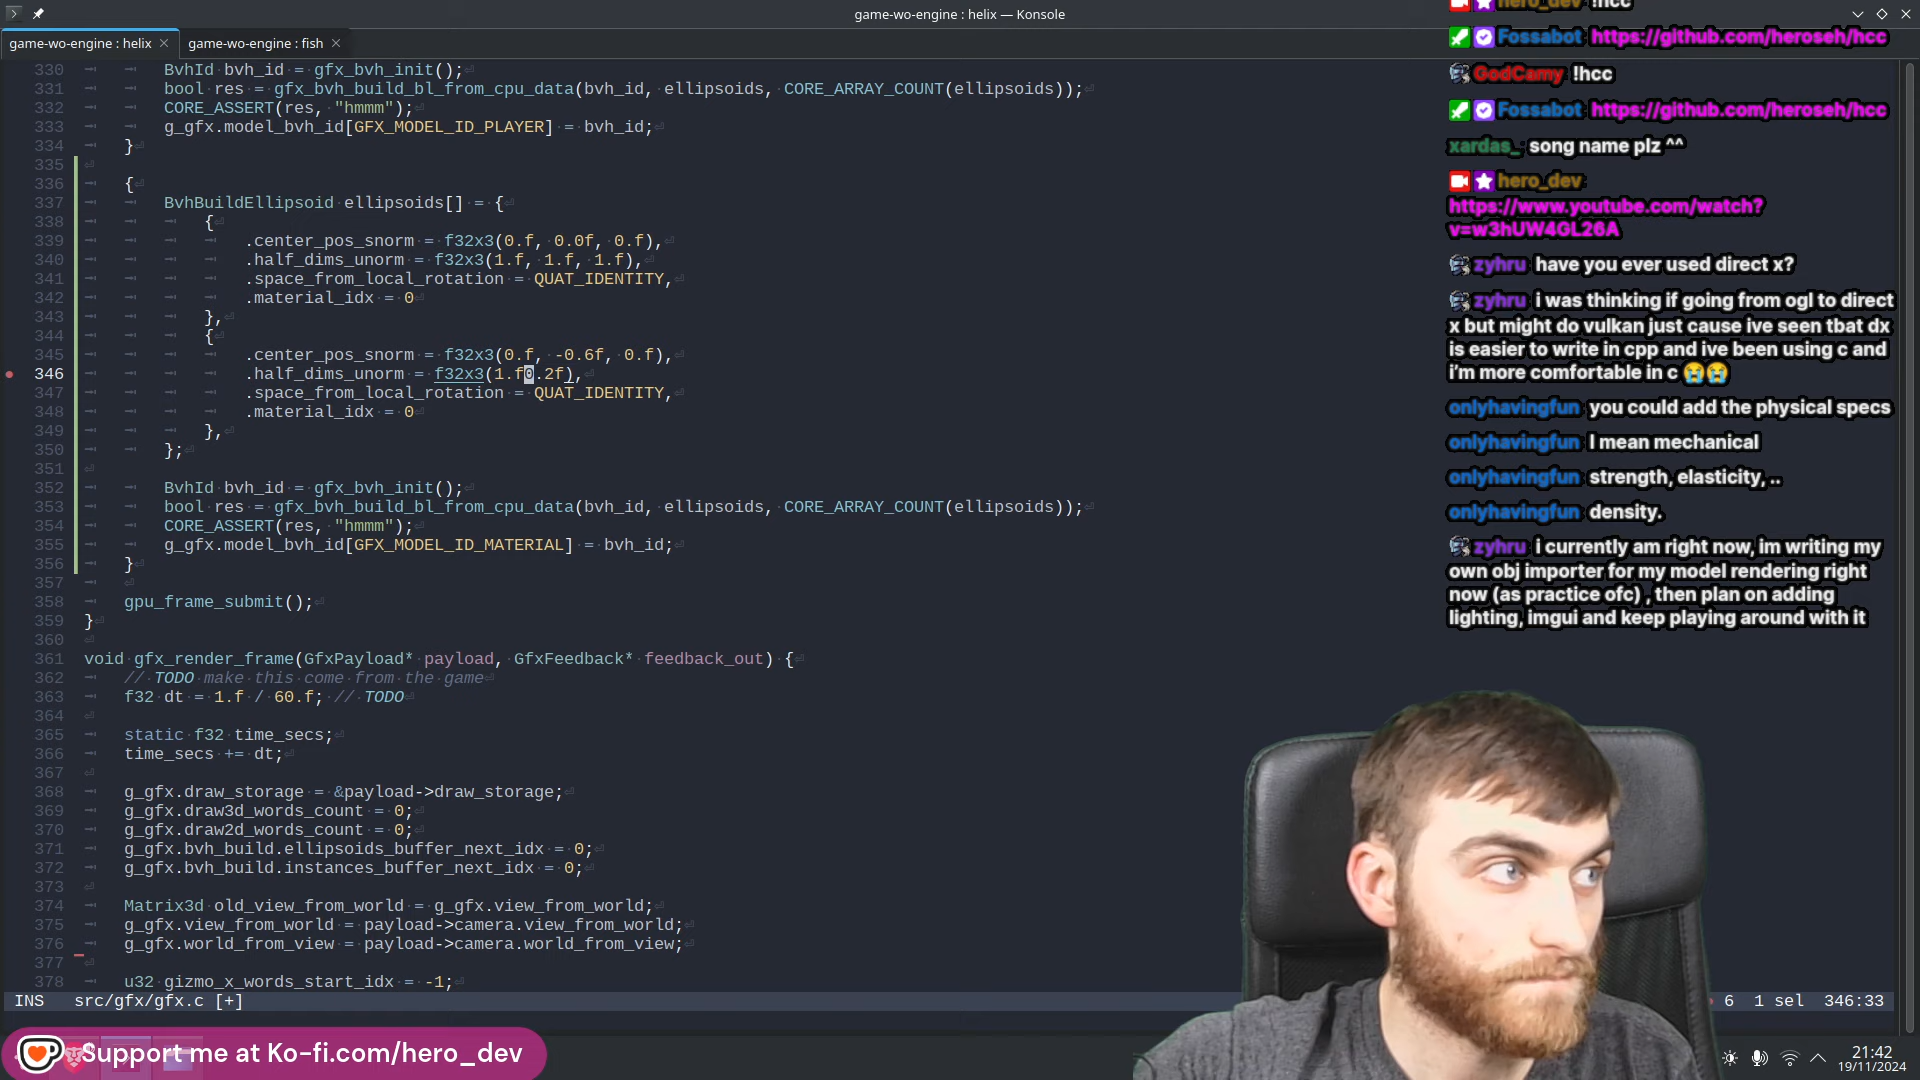 game-wo-engine : helix — Konsole
game-wo-engine : helix
game-wo-engine : fish
330 BvhId bvh_id = gfx_bvh_init();
331 bool res = gfx_bvh_build_bl_from_cpu_data(bvh_id, ellipsoids, CORE_ARRAY_COUNT(ellipsoids));
332 CORE_ASSERT(res, "hmmm");
333 g_gfx.model_bvh_id[GFX_MODEL_ID_PLAYER] = bvh_id;
334 }
335
336 {
337 BvhBuildEllipsoid ellipsoids[] = {
338 {
339 .center_pos_snorm = f32x3(0.f, 0.0f, 0.f),
340 .half_dims_unorm = f32x3(1.f, 1.f, 1.f),
341 .space_from_local_rotation = QUAT_IDENTITY,
342 .material_idx = 0
343 },
344 {
345 .center_pos_snorm = f32x3(0.f, -0.6f, 0.f),
346 .half_dims_unorm = f32x3(1.f0.2f),
347 .space_from_local_rotation = QUAT_IDENTITY,
348 .material_idx = 0
349 },
350 };
351
352 BvhId bvh_id = gfx_bvh_init();
353 bool res = gfx_bvh_build_bl_from_cpu_data(bvh_id, ellipsoids, CORE_ARRAY_COUNT(ellipsoids));
354 CORE_ASSERT(res, "hmmm");
355 g_gfx.model_bvh_id[GFX_MODEL_ID_MATERIAL] = bvh_id;
356 }
357
358 gpu_frame_submit();
359 }
360
361 void gfx_render_frame(GfxPayload* payload, GfxFeedback* feedback_out) {
362 // TODO make this come from the game
363 f32 dt = 1.f / 60.f; // TODO
364
365 static f32 time_secs;
366 time_secs += dt;
367
368 g_gfx.draw_storage = &payload->draw_storage;
369 g_gfx.draw3d_words_count = 0;
370 g_gfx.draw2d_words_count = 0;
371 g_gfx.bvh_build.ellipsoids_buffer_next_idx = 0;
372 g_gfx.bvh_build.instances_buffer_next_idx = 0;
373
374 Matrix3d old_view_from_world = g_gfx.view_from_world;
375 g_gfx.view_from_world = payload->camera.view_from_world;
376 g_gfx.world_from_view = payload->camera.world_from_view;
377
378 u32 gizmo_x_words_start_idx = -1;
INS src/gfx/gfx.c [+]
6 1 sel 346:33
hero_dev !hcc
Fossabot https://github.com/heroseh/hcc
GodCamy !hcc
Fossabot https://github.com/heroseh/hcc
xardas_ song name plz ^^
hero_dev
https://www.youtube.com/watch?
v=w3hUW4GL26A
zyhru have you ever used direct x?
zyhru i was thinking if going from ogl to direct
x but might do vulkan just cause ive seen tbat dx
is easier to write in cpp and ive been using c and
i'm more comfortable in c 😭😭
onlyhavingfun you could add the physical specs
onlyhavingfun I mean mechanical
onlyhavingfun strength, elasticity, ..
onlyhavingfun density.
zyhru i currently am right now, im writing my
own obj importer for my model rendering right
now (as practice ofc) , then plan on adding
lighting, imgui and keep playing around with it
Support me at Ko-fi.com/hero_dev
21:42
19/11/2024